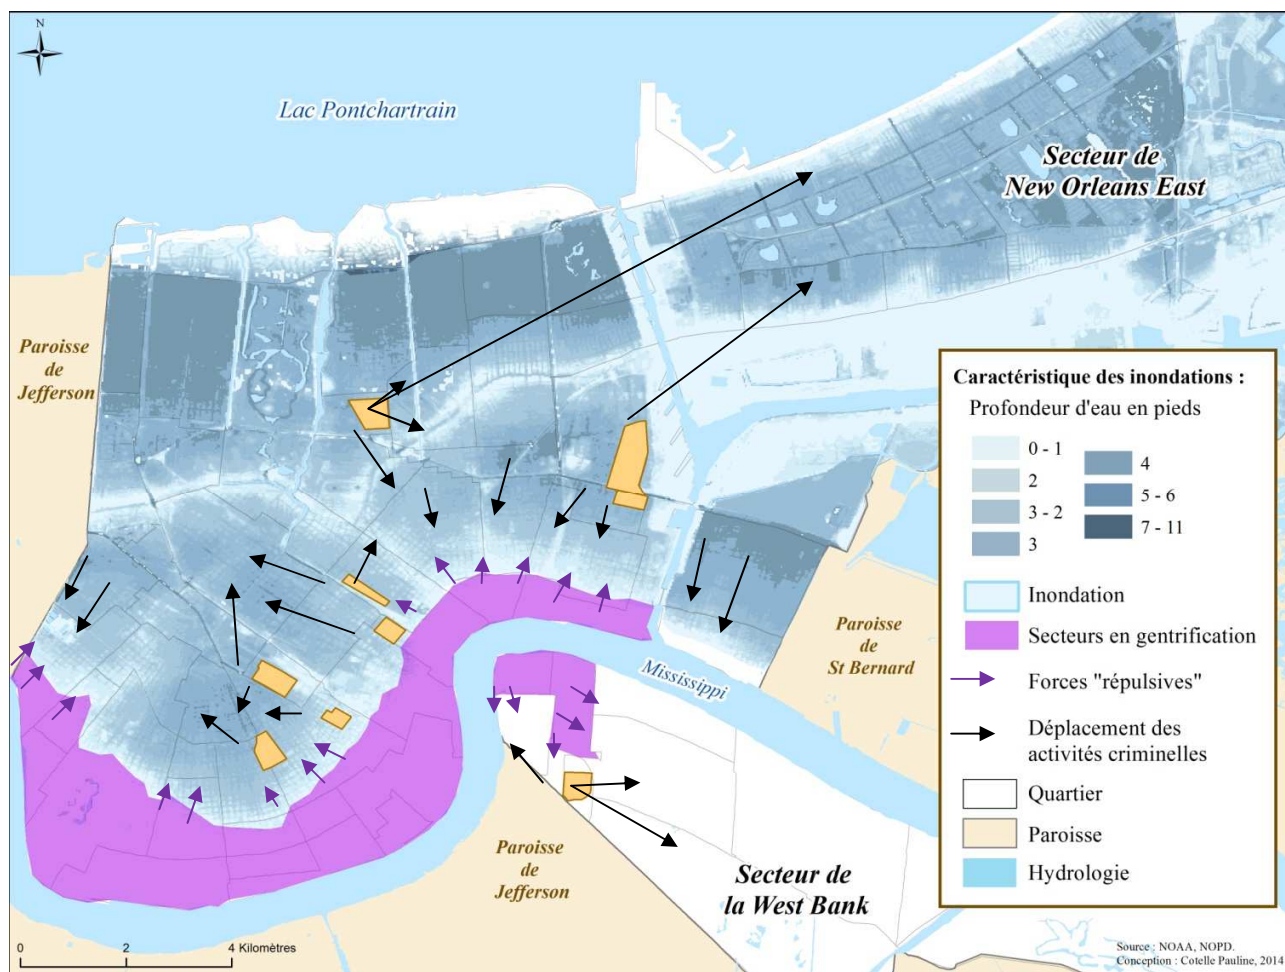 N
Lac Pontchartrain
Secteur de
New Orleans East
Paroisse
de
Jefferson
Caractéristique des inondations :
Profondeur d'eau en pieds
0 - 1
2
3 - 2
3
4
5 - 6
7 - 11
Inondation
Secteurs en gentrification
Forces "répulsives"
Déplacement des
activités criminelles
Quartier
Paroisse
Hydrologie
Paroisse
de
St Bernard
Mississippi
Paroisse
de
Jefferson
Secteur de
la West Bank
0 2 4 Kilomètres
Source : NOAA, NOPD.
Conception : Cotelle Pauline, 2014